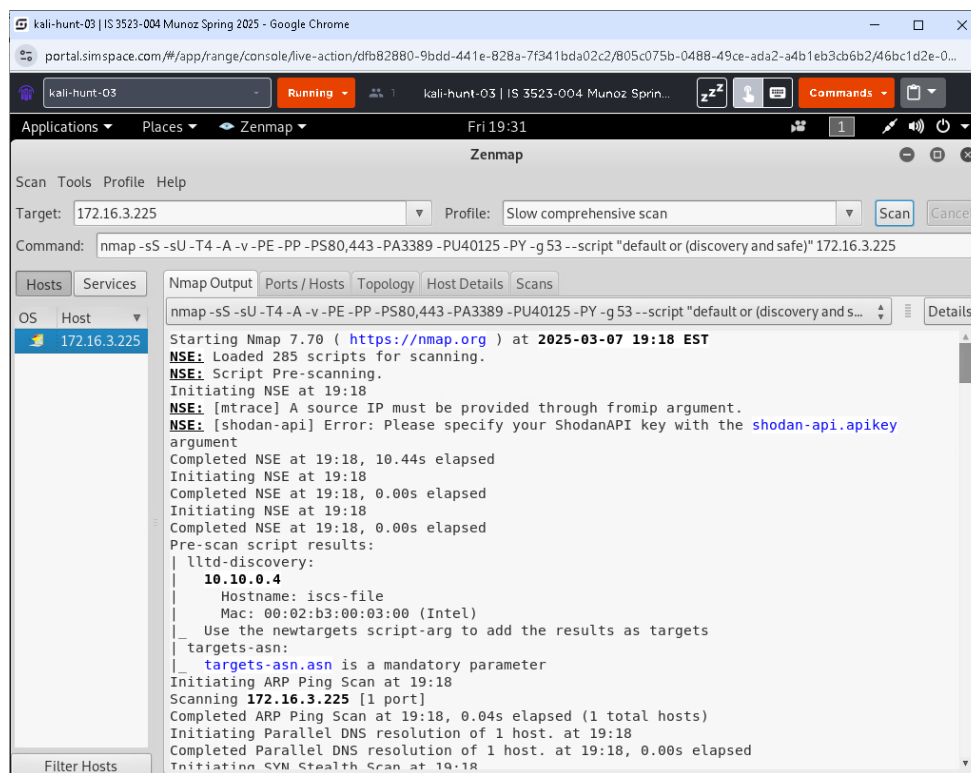 kali-hunt-03 | IS 3523-004 Munoz Spring 2025 - Google Chrome
portal.simspace.com/#/app/range/console/live-action/dfb82880-9bdd-441e-828a-7f341bda02c2/805c075b-0488-49ce-ada2-a4b1eb3cb6b2/46bc1d2e-0...
kali-hunt-03 Running 1 kali-hunt-03 | IS 3523-004 Munoz Sprin... zzZ Commands
Applications Places Zenmap Fri 19:31 1
Zenmap
Scan Tools Profile Help
Target: 172.16.3.225 Profile: Slow comprehensive scan Scan Cance
Command: nmap -sS -sU -T4 -A -v -PE -PP -PS80,443 -PA3389 -PU40125 -PY -g 53 --script "default or (discovery and safe)" 172.16.3.225
Hosts Services Nmap Output Ports / Hosts Topology Host Details Scans
OS Host nmap -sS -sU -T4 -A -v -PE -PP -PS80,443 -PA3389 -PU40125 -PY -g 53 --script "default or (discovery and s... Details
172.16.3.225
Starting Nmap 7.70 ( https://nmap.org ) at 2025-03-07 19:18 EST
NSE: Loaded 285 scripts for scanning.
NSE: Script Pre-scanning.
Initiating NSE at 19:18
NSE: [mtrace] A source IP must be provided through fromip argument.
NSE: [shodan-api] Error: Please specify your ShodanAPI key with the shodan-api.apikey
argument
Completed NSE at 19:18, 10.44s elapsed
Initiating NSE at 19:18
Completed NSE at 19:18, 0.00s elapsed
Initiating NSE at 19:18
Completed NSE at 19:18, 0.00s elapsed
Pre-scan script results:
| lltd-discovery:
|   10.10.0.4
|     Hostname: iscs-file
|     Mac: 00:02:b3:00:03:00 (Intel)
|_  Use the newtargets script-arg to add the results as targets
| targets-asn:
|_  targets-asn.asn is a mandatory parameter
Initiating ARP Ping Scan at 19:18
Scanning 172.16.3.225 [1 port]
Completed ARP Ping Scan at 19:18, 0.04s elapsed (1 total hosts)
Initiating Parallel DNS resolution of 1 host. at 19:18
Completed Parallel DNS resolution of 1 host. at 19:18, 0.00s elapsed
Initiating SYN Stealth Scan at 19:18
Filter Hosts